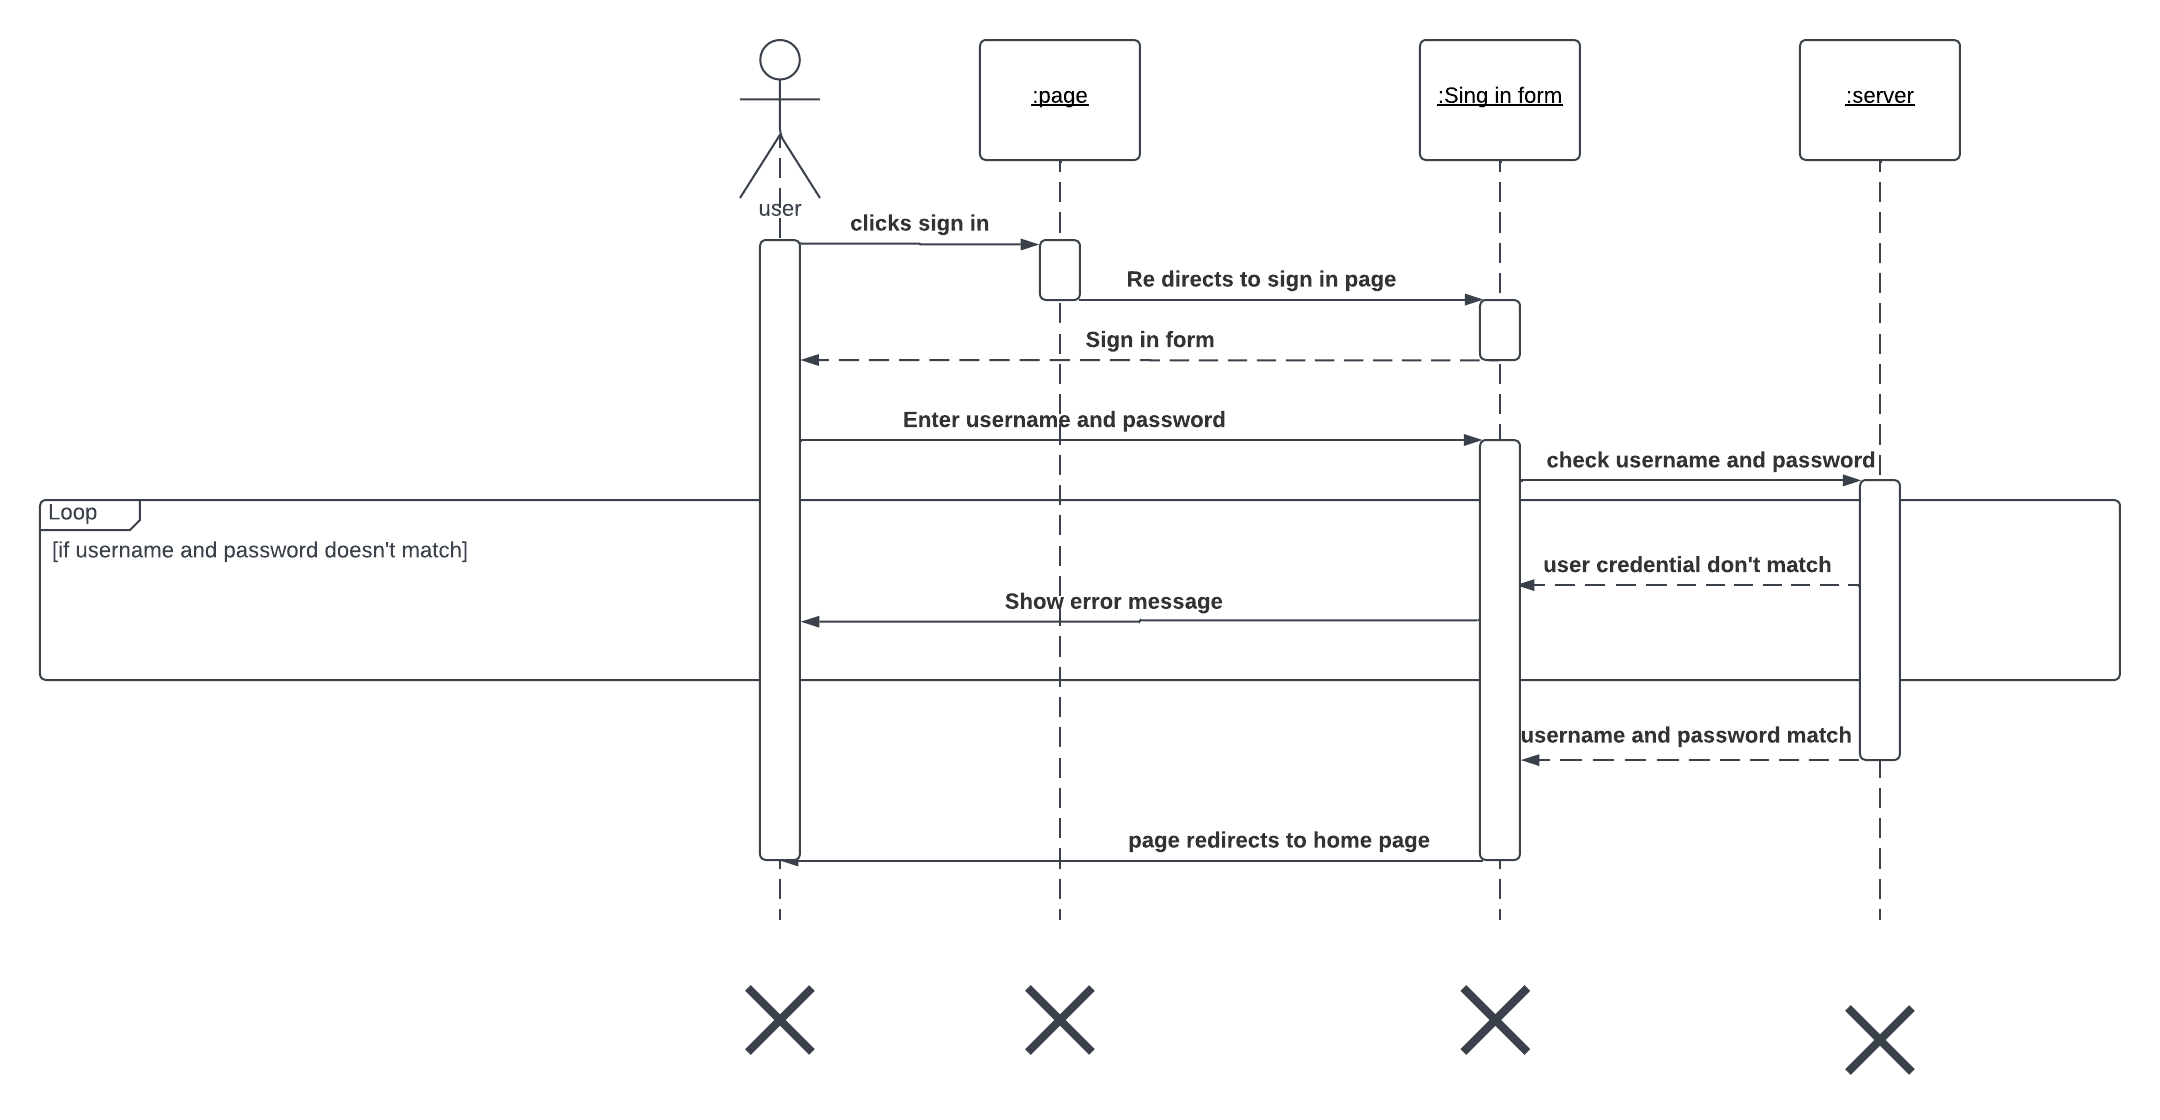 :page
:Sing in form
:server
user
clicks sign in
Re directs to sign in page
Sign in form
Enter username and password
check username and password
Loop
[if username and password doesn't match]
user credential don't match
Show error message
username and password match
page redirects to home page